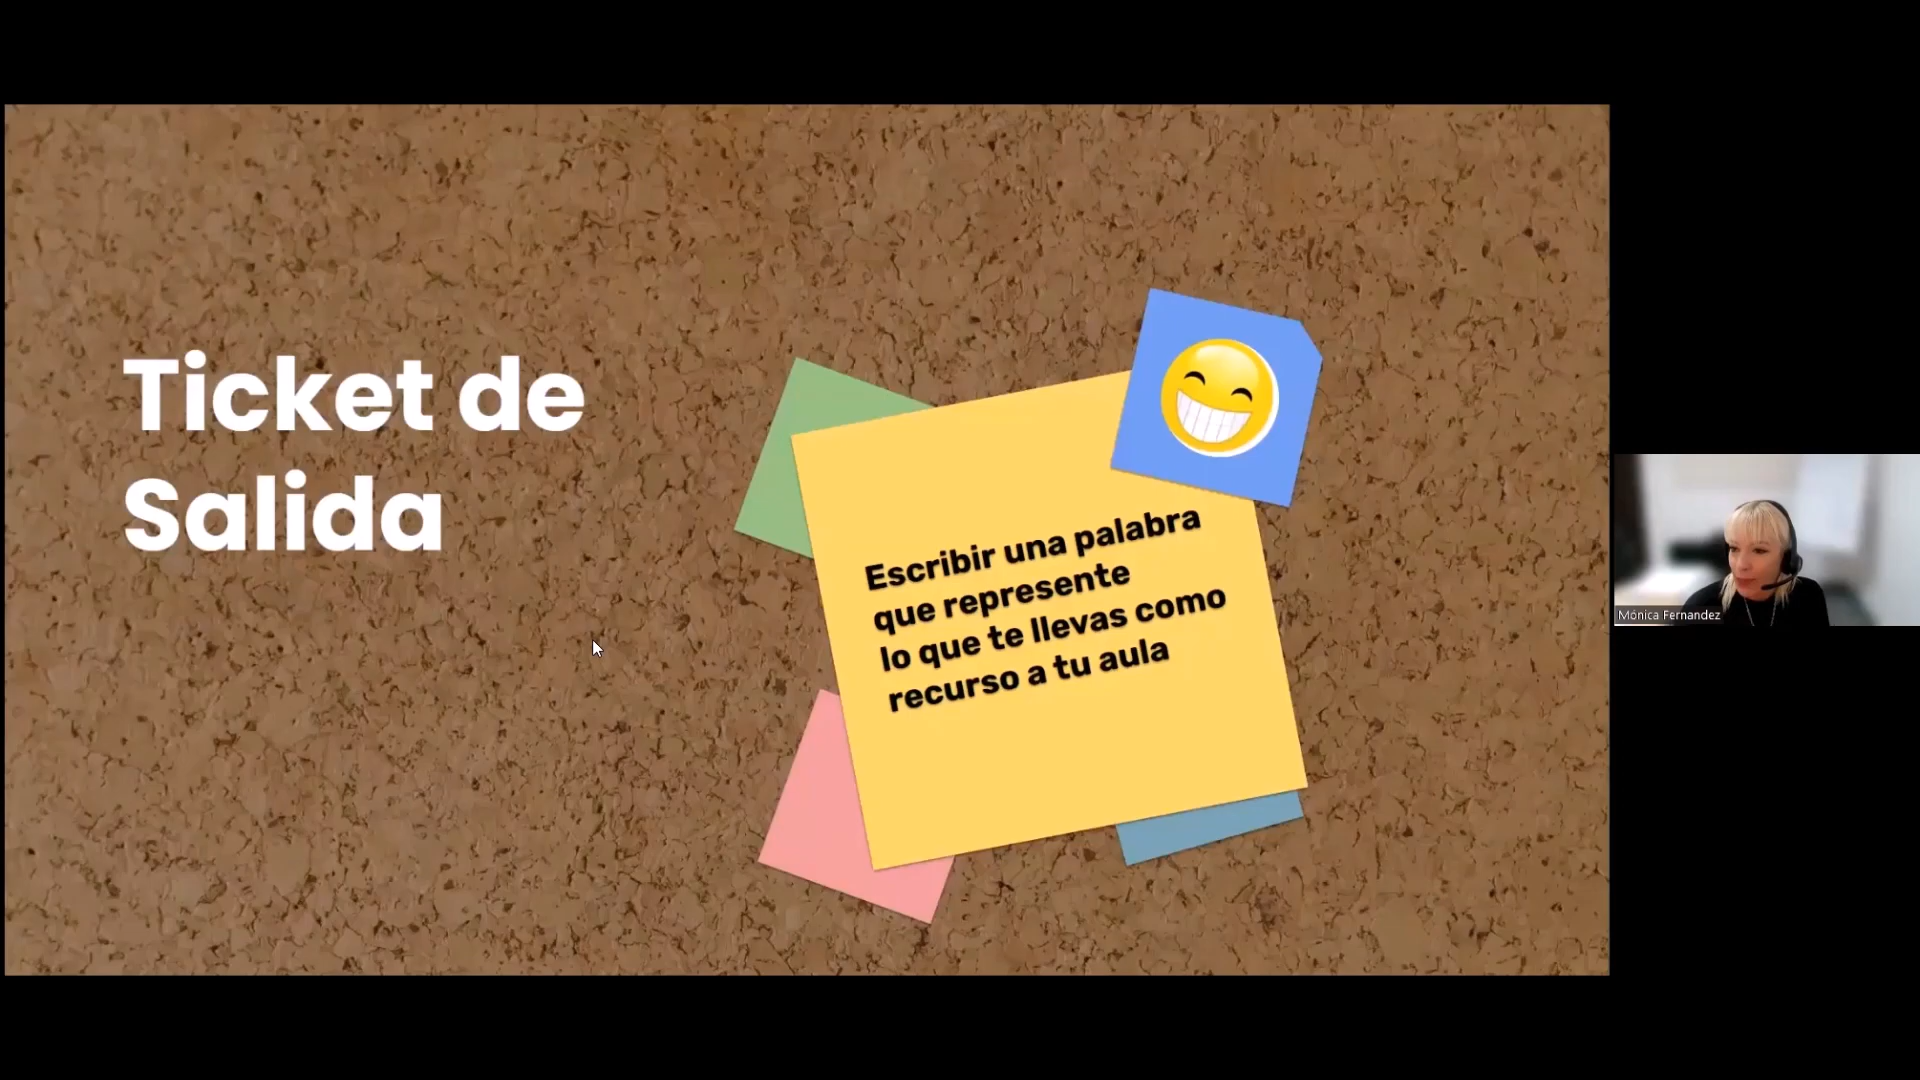 Ticket de
Salida
Escribir una palabra
que represente
lo que te llevas como
recurso a tu aula
Mónica Fernandez